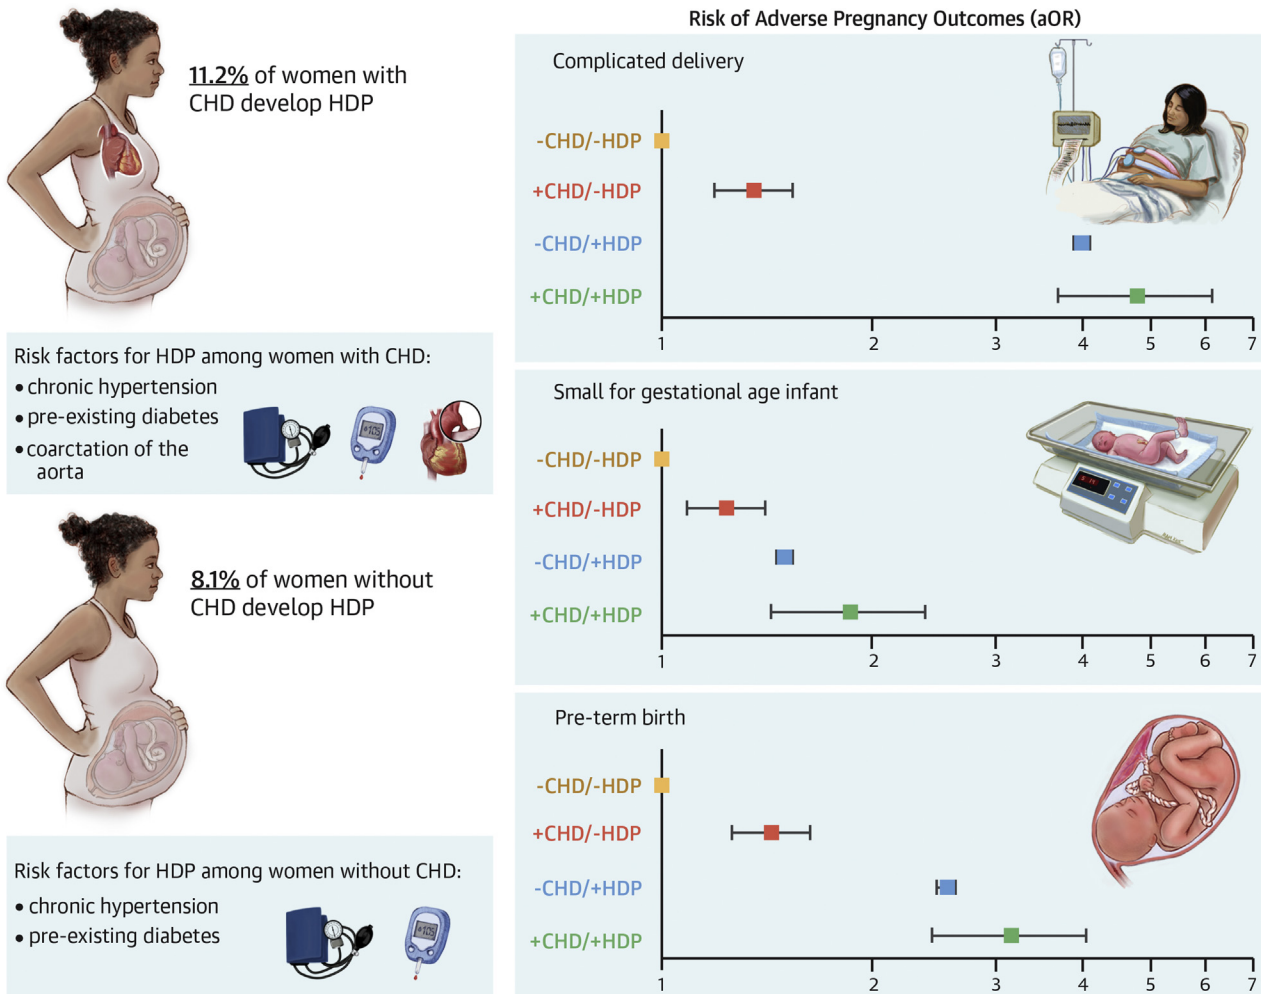 11.2% of women with
CHD develop HDP
Risk factors for HDP among women with CHD:
• chronic hypertension
• pre-existing diabetes
• coarctation of the
aorta
8.1% of women without
CHD develop HDP
Risk factors for HDP among women without CHD:
• chronic hypertension
• pre-existing diabetes
Risk of Adverse Pregnancy Outcomes (aOR)
Complicated delivery
-CHD/-HDP
+CHD/-HDP
-CHD/+HDP
+CHD/+HDP
1 2 3 4 5 6 7
Small for gestational age infant
-CHD/-HDP
+CHD/-HDP
-CHD/+HDP
+CHD/+HDP
1 2 3 4 5 6 7
Pre-term birth
-CHD/-HDP
+CHD/-HDP
-CHD/+HDP
+CHD/+HDP
1 2 3 4 5 6 7